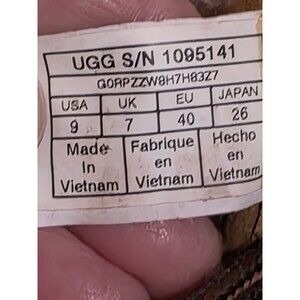 UGG S/N 1095141
G0RPZZW9H7H83Z7
USA UK EU JAPAN
9 7 40 26
Made Fabrique Hecho
In en en
Vietnam Vietnam Vietnam